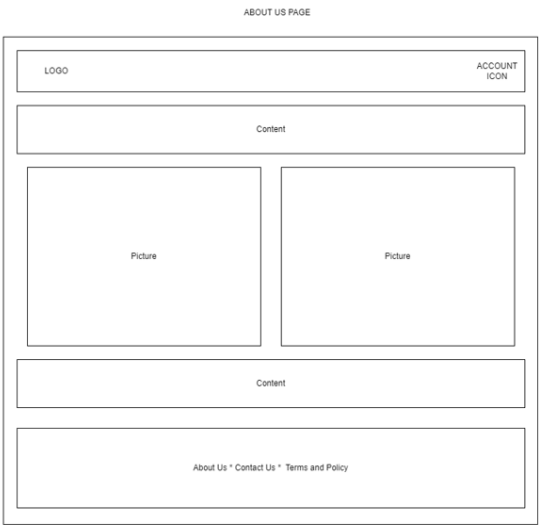 ABOUT US PAGE
LOGO
ACCOUNT
ICON
Content
Picture
Picture
Content
About Us * Contact Us * Terms and Policy